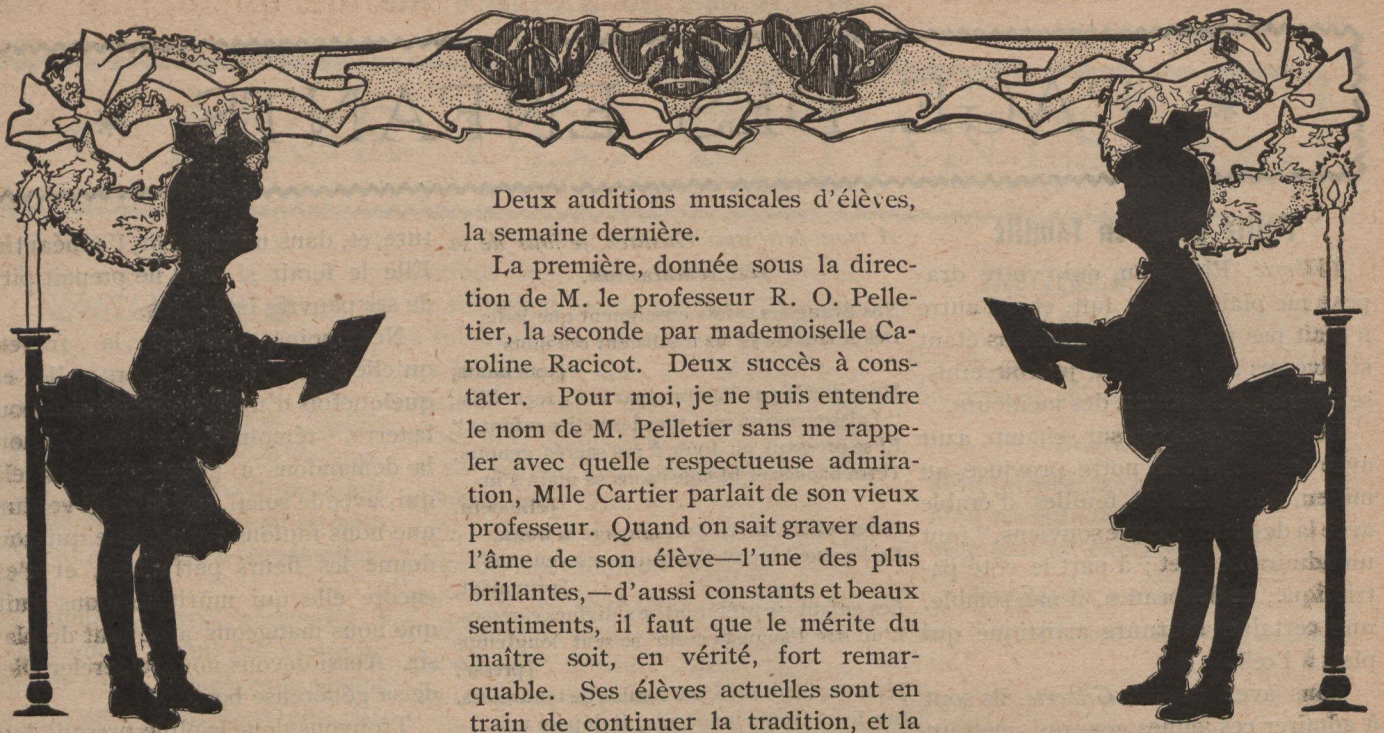 Deux auditions musicales d'élèves,
la semaine dernière.
La première, donnée sous la direc-
tion de M. le professeur R. O. Pelle-
tier, la seconde par mademoiselle Ca-
roline Racicot. Deux succès à cons-
tater. Pour moi, je ne puis entendre
le nom de M. Pelletier sans me rappe-
ler avec quelle respectueuse admira-
tion, Mlle Cartier parlait de son vieux
professeur. Quand on sait graver dans
l'âme de son élève—l'une des plus
brillantes,—d'aussi constants et beaux
sentiments, il faut que le mérite du
maître soit, en vérité, fort remar-
quable. Ses élèves actuelles sont en
train de continuer la tradition, et la